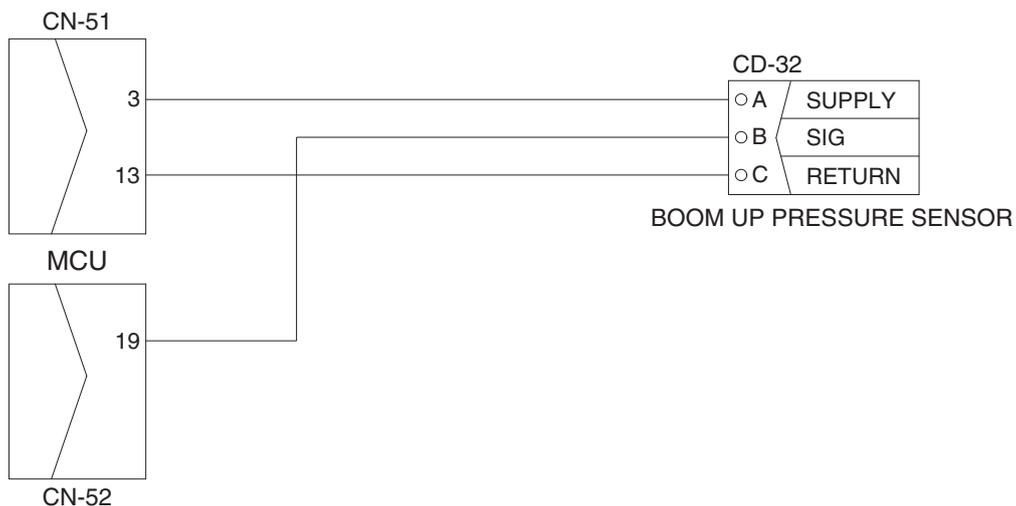 CN-51
3
13
MCU
19
CN-52
CD-32
A SUPPLY
B SIG
C RETURN
BOOM UP PRESSURE SENSOR